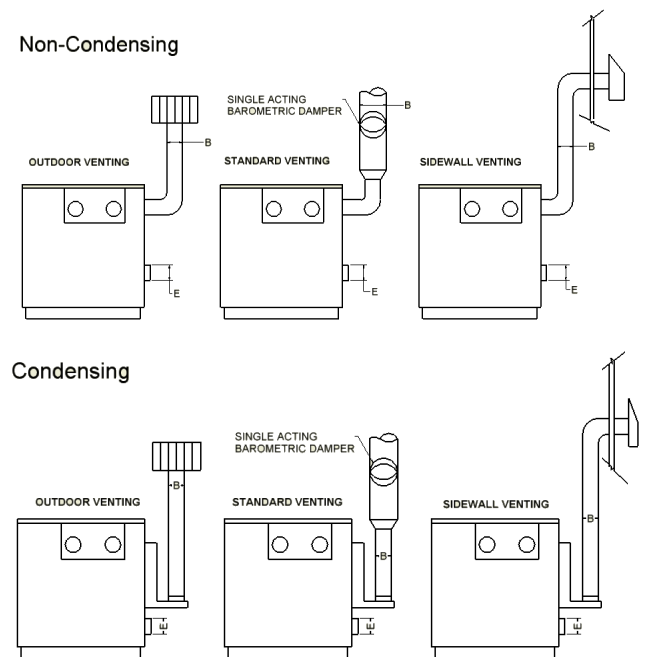 Non-Condensing
SINGLE ACTING
BAROMETRIC DAMPER
B
B
OUTDOOR VENTING
STANDARD VENTING
SIDEWALL VENTING
B
E
E
E
Condensing
SINGLE ACTING
BAROMETRIC DAMPER
OUTDOOR VENTING
STANDARD VENTING
SIDEWALL VENTING
B
B
B
E
E
E